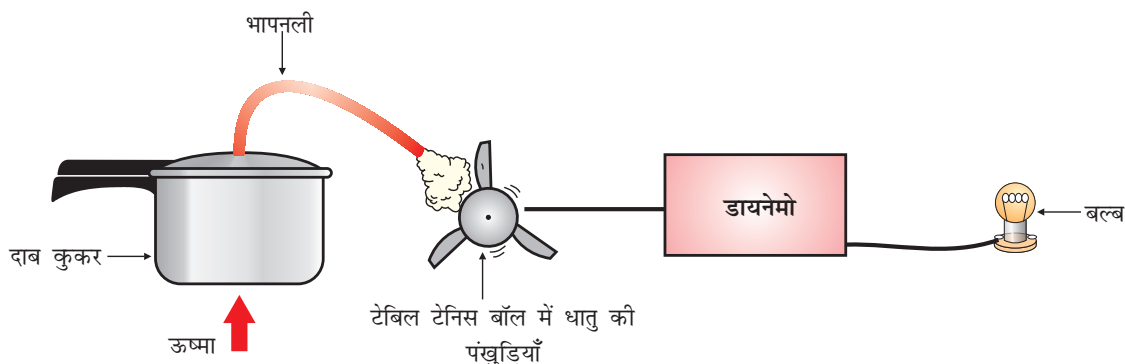 भापनली
डायनेमो
बल्ब
दाब कुकर
टेबिल टेनिस बॉल में धातु की
पंखुडियाँ
ऊष्मा